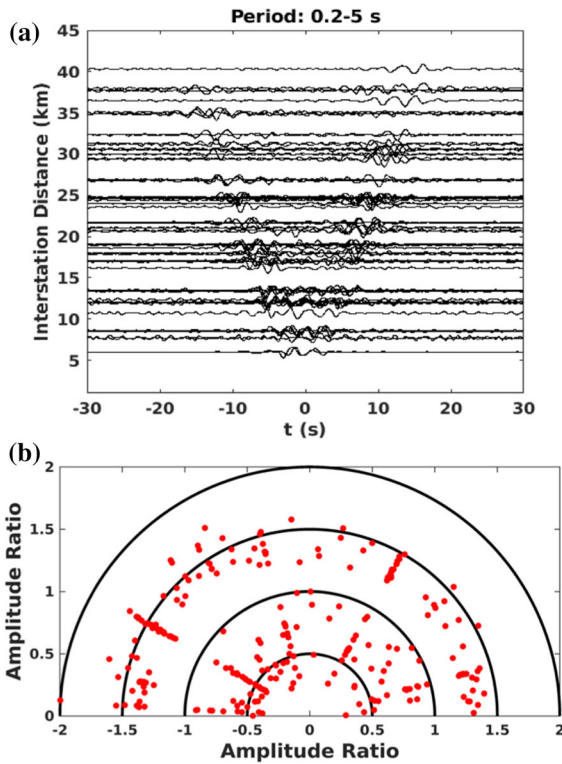 (a)
Period: 0.2-5 s
Interstation Distance (km)
45
40
35
30
25
20
15
10
5
-30 -20 -10 0 10 20 30
t (s)
(b)
Amplitude Ratio
2
1.5
1
0.5
0
-2 -1.5 -1 -0.5 0 0.5 1 1.5 2
Amplitude Ratio